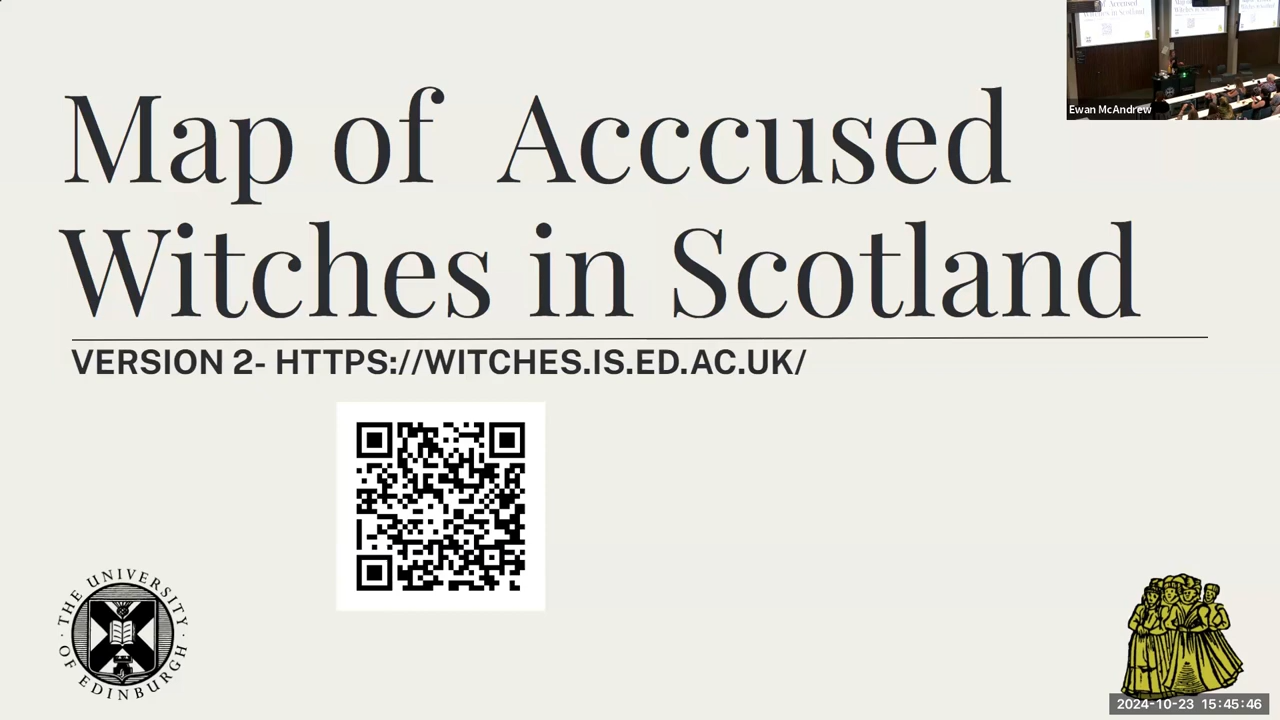 Map of Acccused
Witches in Scotland
VERSION 2- HTTPS://WITCHES.IS.ED.AC.UK/
THE UNIVERSITY
OF EDINBURGH
Ewan McAndrew
2024-10-23 15:45:46